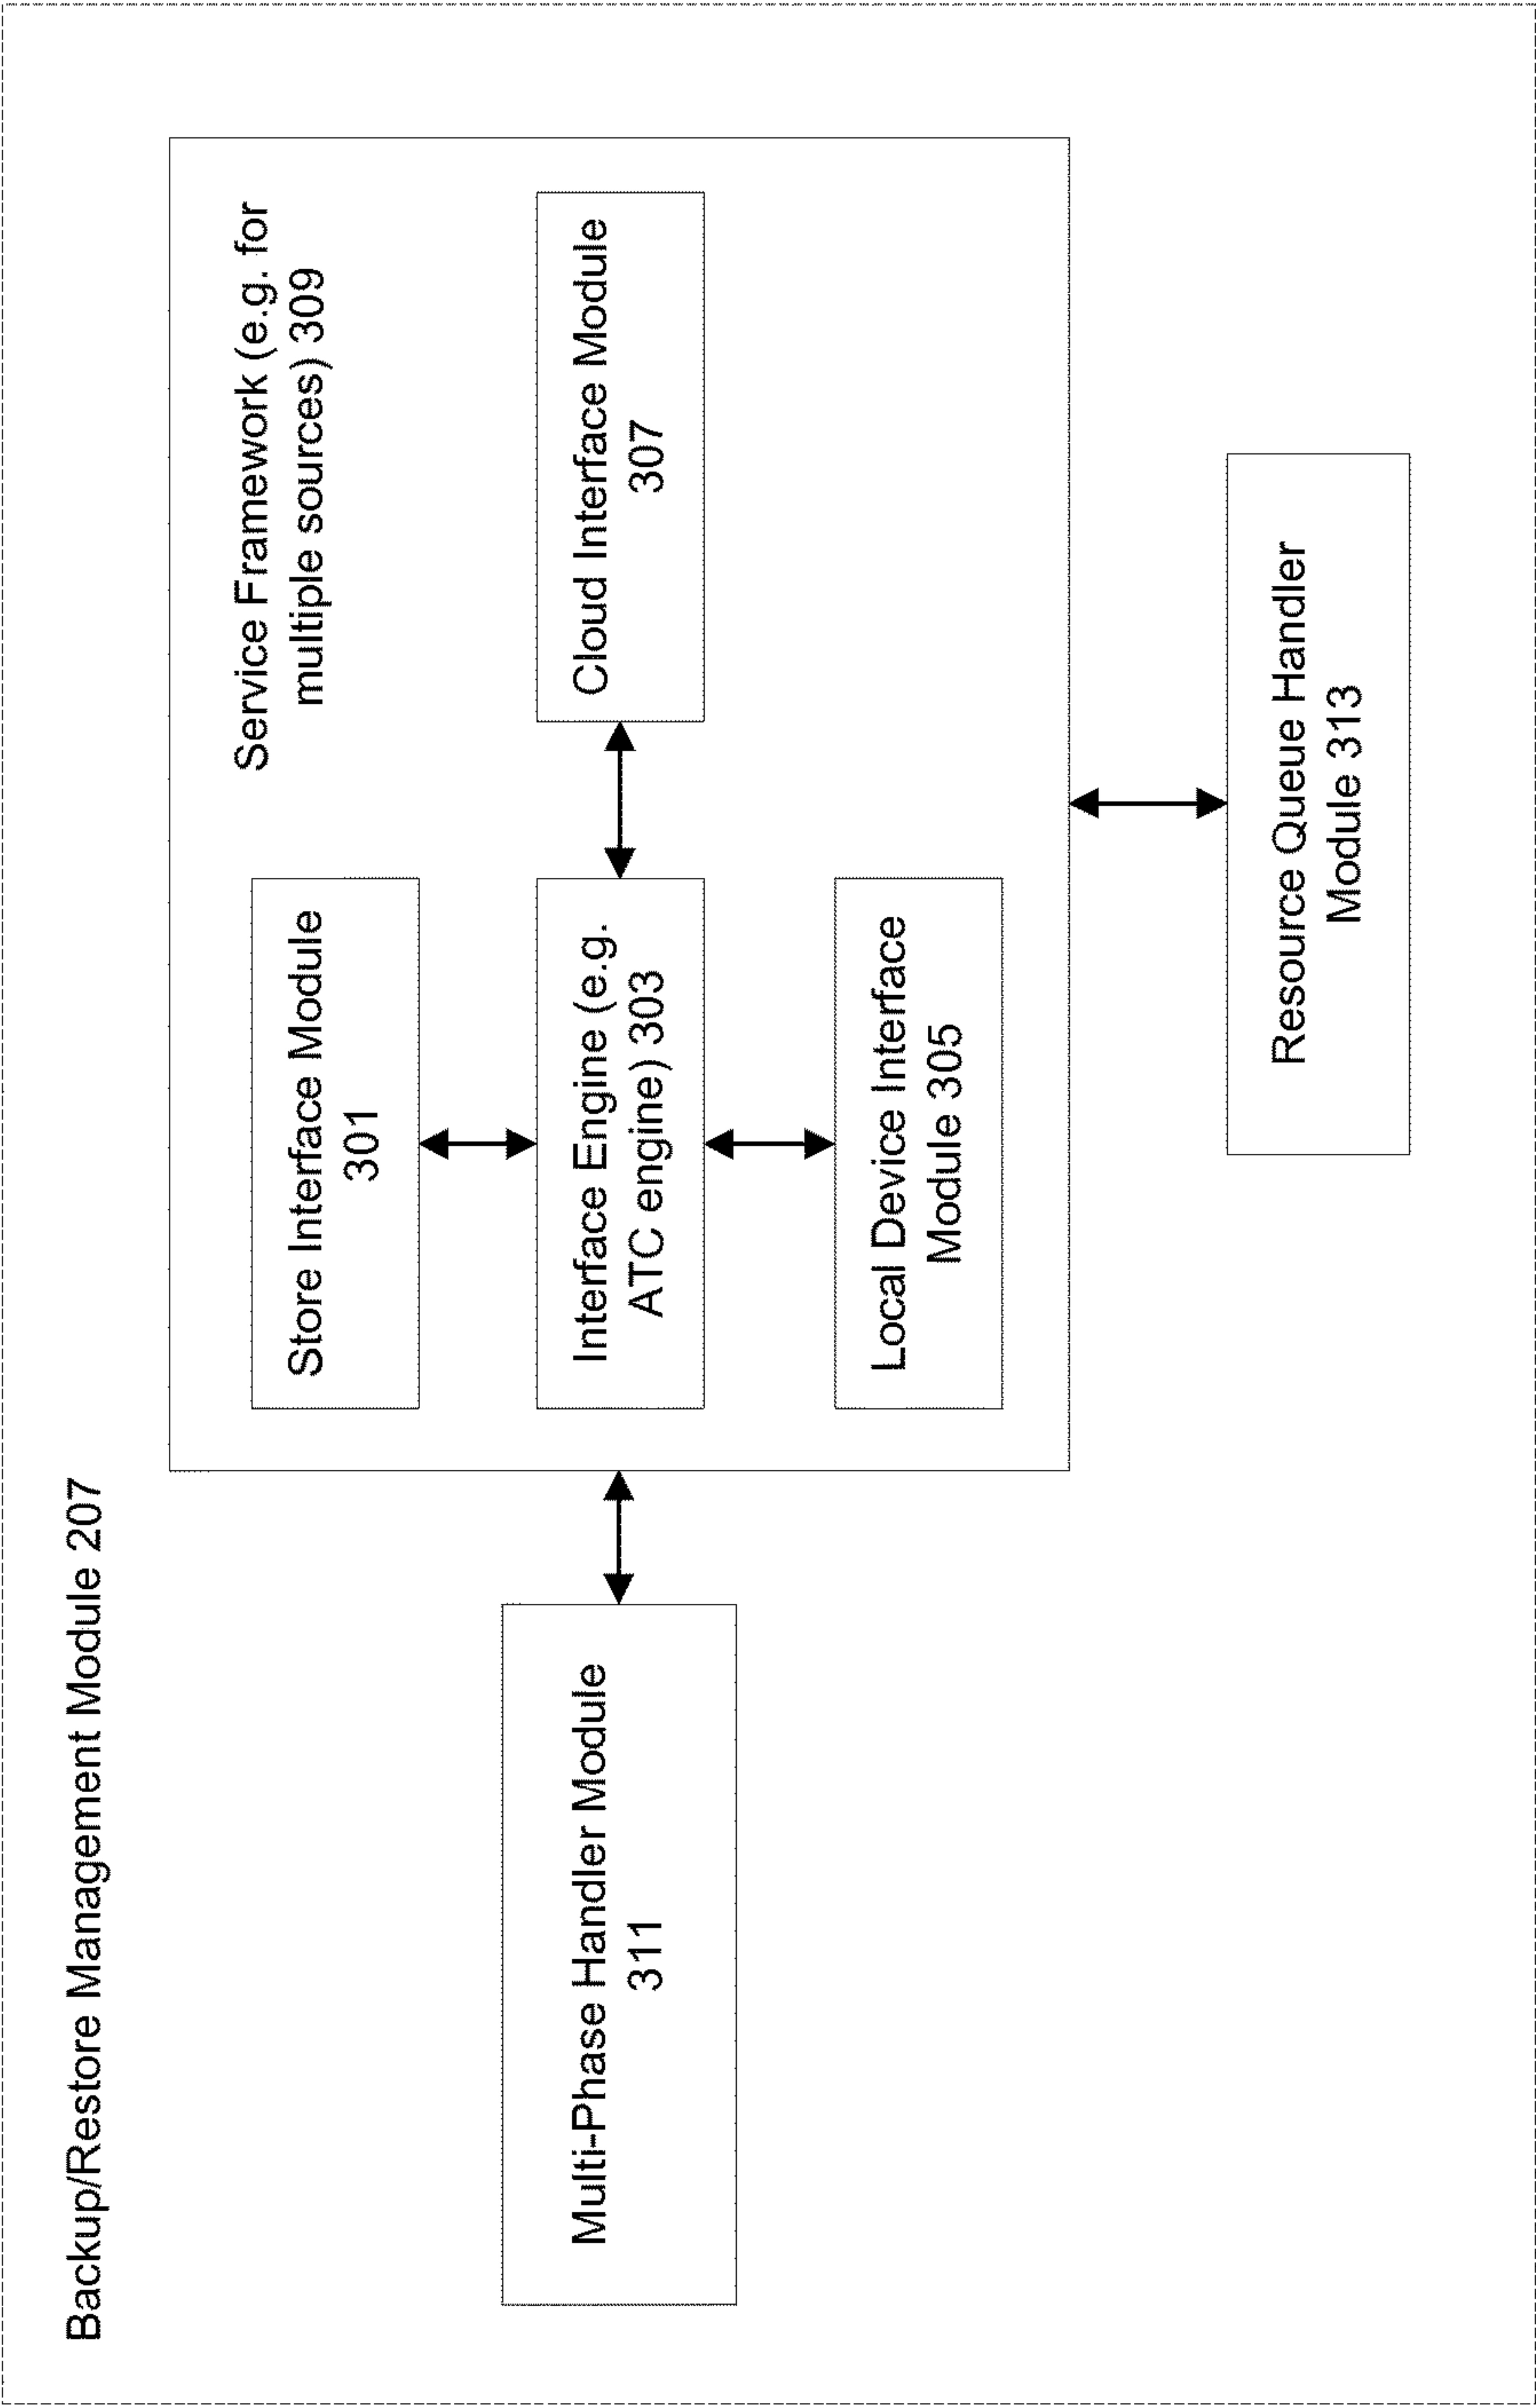 Backup/Restore Management Module 207
Service Framework (e.g. for
multiple sources) 309
Store Interface Module
301
Multi-Phase Handler Module
311
Interface Engine (e.g.
ATC engine) 303
Cloud Interface Module
307
Local Device Interface
Module 305
Resource Queue Handler
Module 313